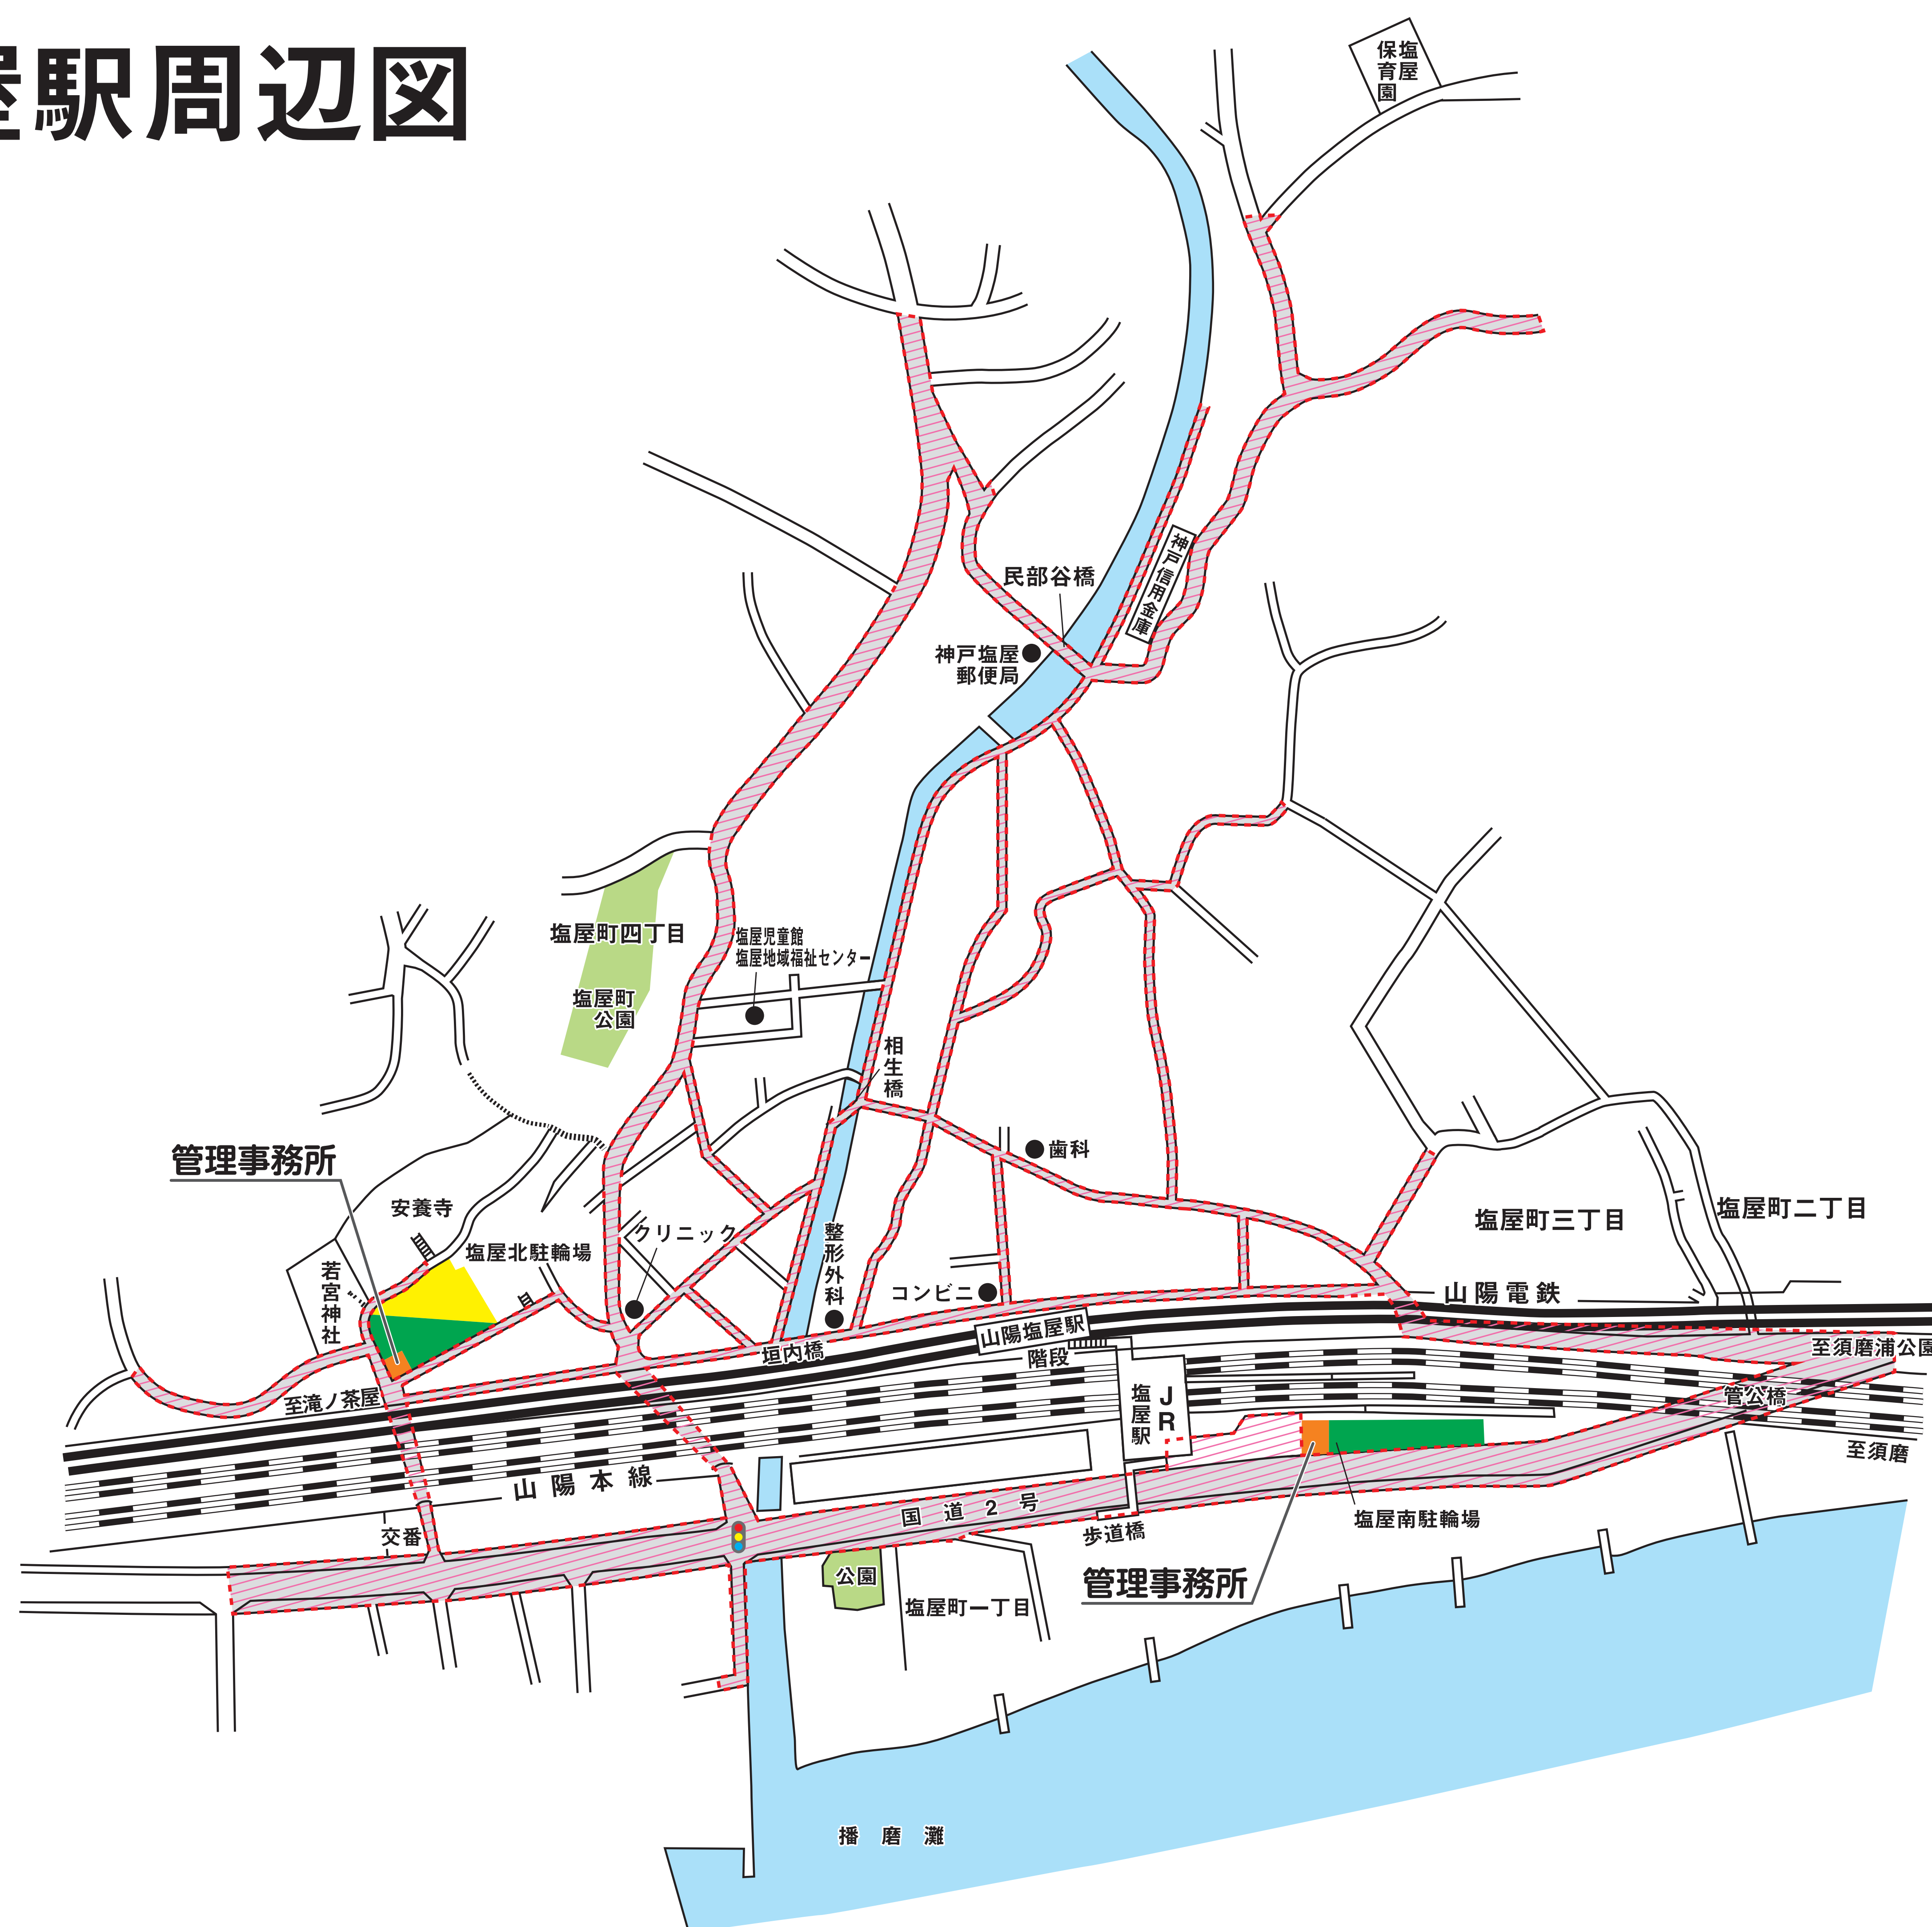 屋駅周辺図
塩屋
保育園
神戸信用金庫
民部谷橋
神戸塩屋
郵便局
塩屋町四丁目
塩屋児童館
塩屋地域福祉センター
塩屋町
公園
相生橋
管理事務所
歯科
安養寺
塩屋北駐輪場
クリニック
整形外科
若宮神社
コンビニ
塩屋町三丁目
塩屋町二丁目
山陽電鉄
山陽塩屋駅
垣内橋
階段
至須磨浦公園
至滝ノ茶屋
JR
塩屋駅
管公橋
至須磨
山陽本線
国道2号
交番
歩道橋
塩屋南駐輪場
公園
管理事務所
塩屋町一丁目
播磨灘